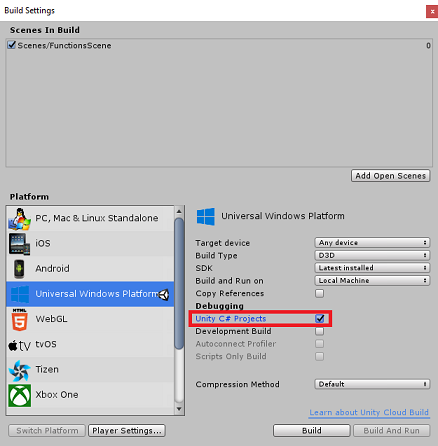 Build Settings
x
Scenes In Build
Scenes/FunctionsScene 0
Add Open Scenes
Platform
PC, Mac & Linux Standalone
iOS
Android
Universal Windows Platform
HTML
5
WebGL
tv
tvOS
Tizen
Xbox One
Universal Windows Platform
Target device Any device
Build Type D3D
SDK Latest installed
Build and Run on Local Machine
Copy References
Debugging
Unity C# Projects
Development Build
Autoconnect Profiler
Scripts Only Build
Compression Method Default
Learn about Unity Cloud Build
Switch Platform Player Settings... Build Build And Run